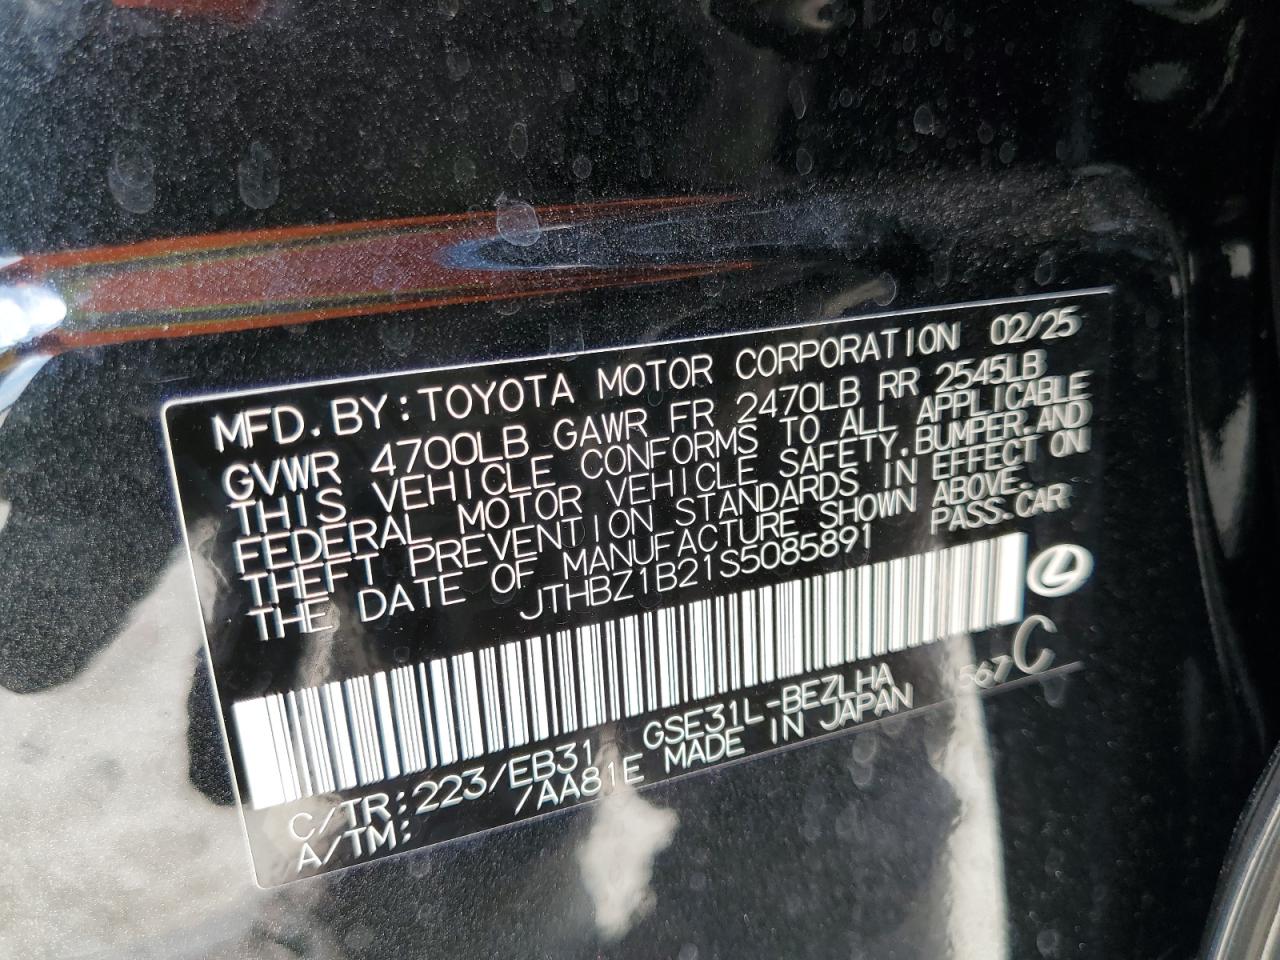 MFD. BY: TOYOTA MOTOR CORPORATION 02/25
GVWR 4700LB GAWR FR 2470LB RR 2545LB
THIS VEHICLE CONFORMS TO ALL APPLICABLE
FEDERAL MOTOR VEHICLE SAFETY, BUMPER, AND
THEFT PREVENTION STANDARDS IN EFFECT ON
THE DATE OF MANUFACTURE SHOWN ABOVE.
JTHBZ1B21S5085891 PASS. CAR
C/TR: 223/EB31 GSE31L-BEZLHA 567 C
A/TM: /AA81E MADE IN JAPAN